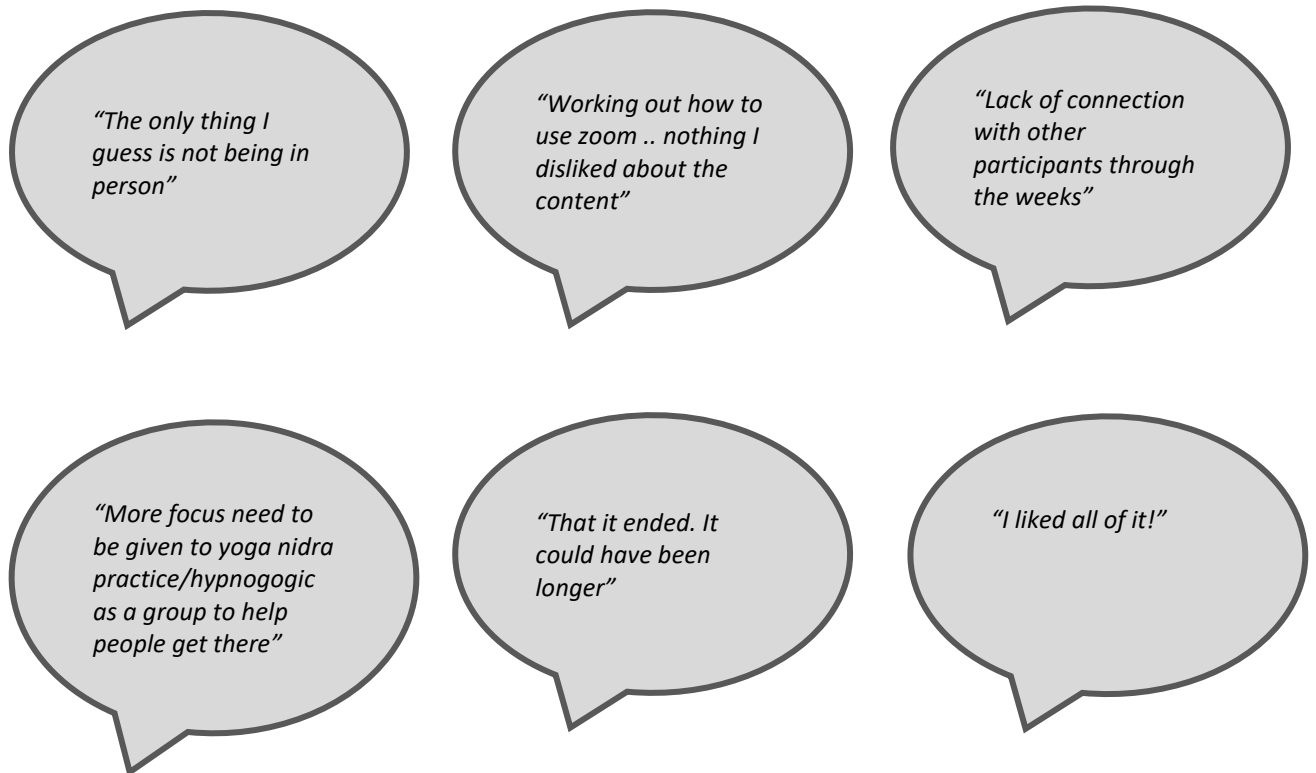 “The only thing I
guess is not being in
person”
“Working out how to
use zoom .. nothing I
disliked about the
content”
“Lack of connection
with other
participants through
the weeks”
“More focus need to
be given to yoga nidra
practice/hypnogogic
as a group to help
people get there”
“That it ended. It
could have been
longer”
“I liked all of it!”